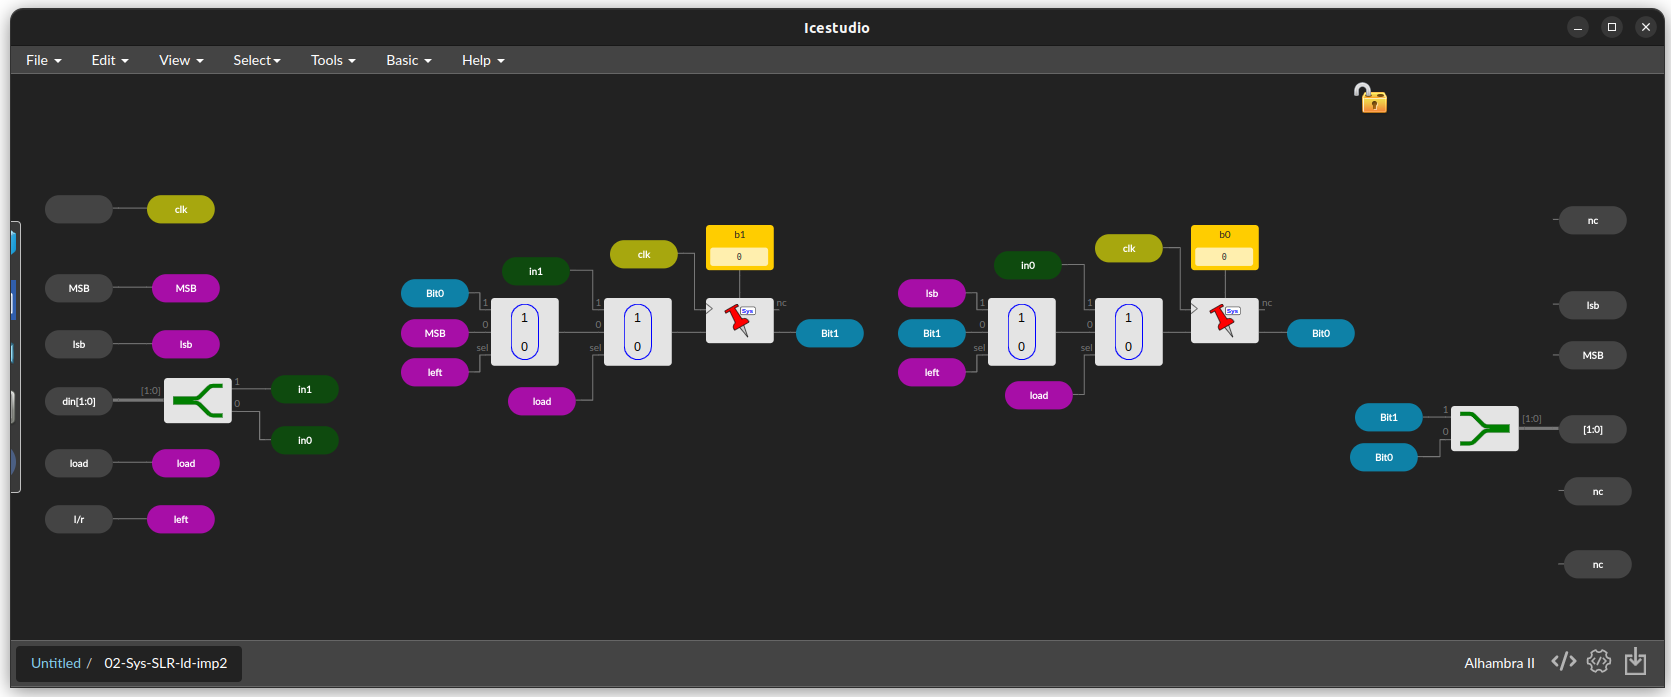 Icestudio
File Edit View Select Tools Basic Help
clk
MSB MSB
lsb lsb
din[1:0] [1:0] 1 in1
0 in0
load load
l/r left
Bit0 1
MSB 0
left sel
1
0
in1 1
0
load sel
1
0
clk
b1
0
Sys
nc
Bit1
lsb 1
Bit1 0
left sel
1
0
in0 1
0
load sel
1
0
clk
b0
0
Sys
nc
Bit0
nc
lsb
MSB
Bit1 1 [1:0] [1:0]
Bit0 0
nc
nc
Untitled / 02-Sys-SLR-ld-imp2
Alhambra II